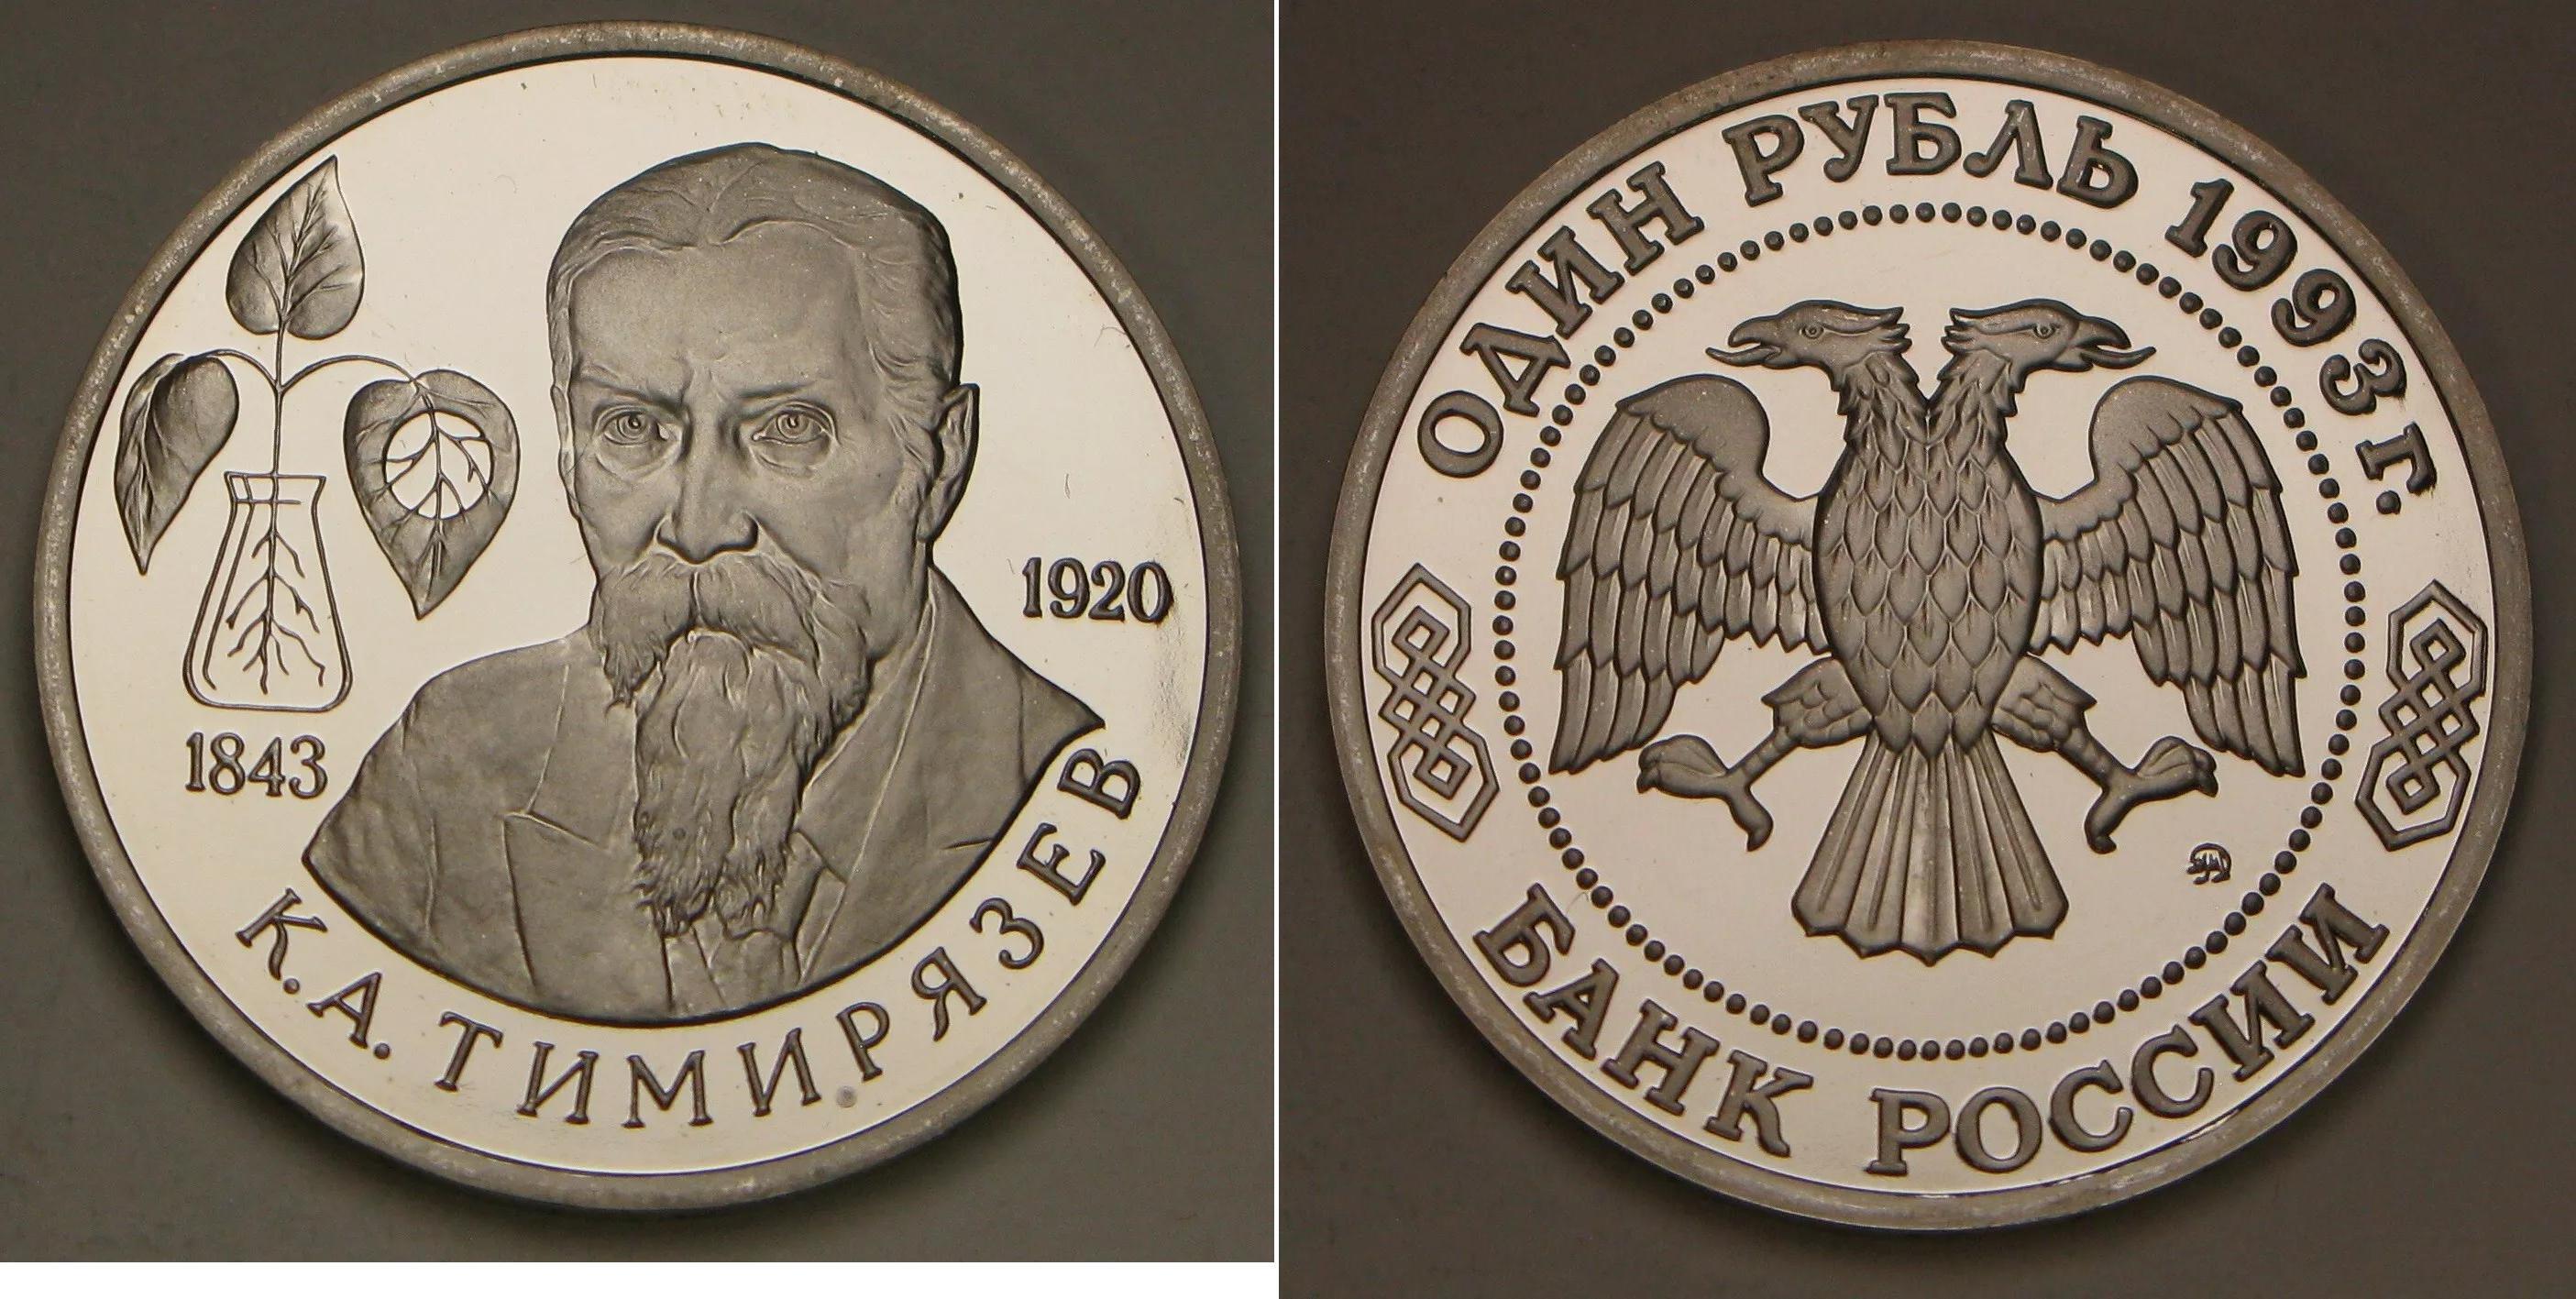 1843
1920
К.А.ТИМИРЯЗЕВ
ОДИН РУБЛЬ 1993 г.
БАНК РОССИИ